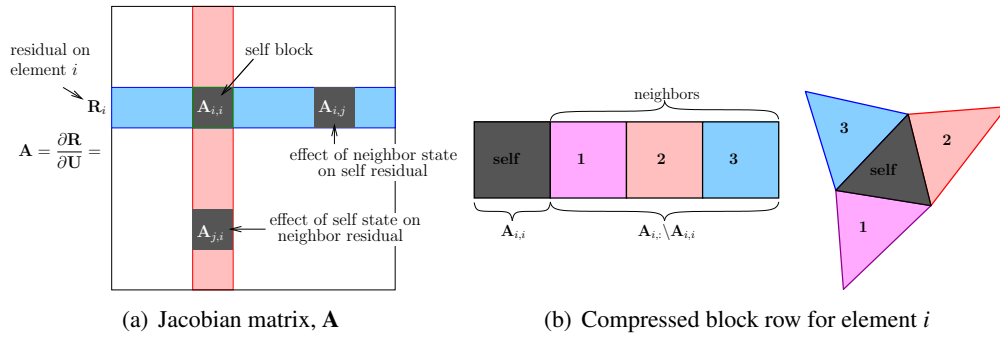 residual on
element i
self block
R_i
A_{i,i}
A_{i,j}
A = ∂R/∂U =
effect of neighbor state
on self residual
A_{j,i}
effect of self state on
neighbor residual
(a) Jacobian matrix, A
neighbors
self
1
2
3
A_{i,i}
A_{i,:}\A_{i,i}
3
2
self
1
(b) Compressed block row for element i